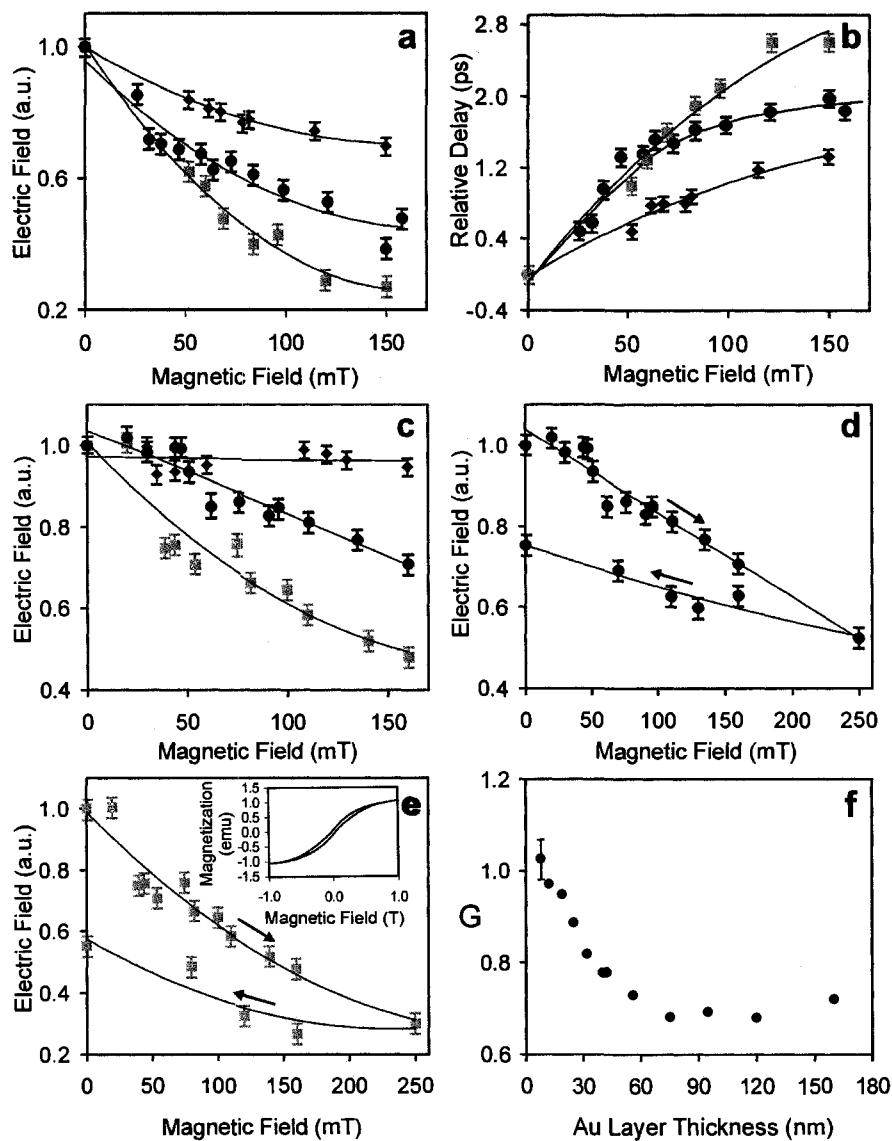 a
Electric Field (a.u.)
1.0
0.6
0.2
0 50 100 150
Magnetic Field (mT)
b
Relative Delay (ps)
2.8
2.0
1.2
0.4
-0.4
0 50 100 150
Magnetic Field (mT)
c
Electric Field (a.u.)
1.0
0.8
0.6
0.4
0 50 100 150
Magnetic Field (mT)
d
Electric Field (a.u.)
1.0
0.8
0.6
0.4
0 50 100 150 200 250
Magnetic Field (mT)
e
Electric Field (a.u.)
1.0
0.8
0.6
0.4
0.2
0 50 100 150 200 250
Magnetic Field (mT)
Magnetization
(emu)
1.5
1.0
0.5
0.0
-0.5
-1.0
-1.5
-1.0 0.0 1.0
Magnetic Field (T)
f
G
1.2
1.0
0.8
0.6
0 30 60 90 120 150 180
Au Layer Thickness (nm)